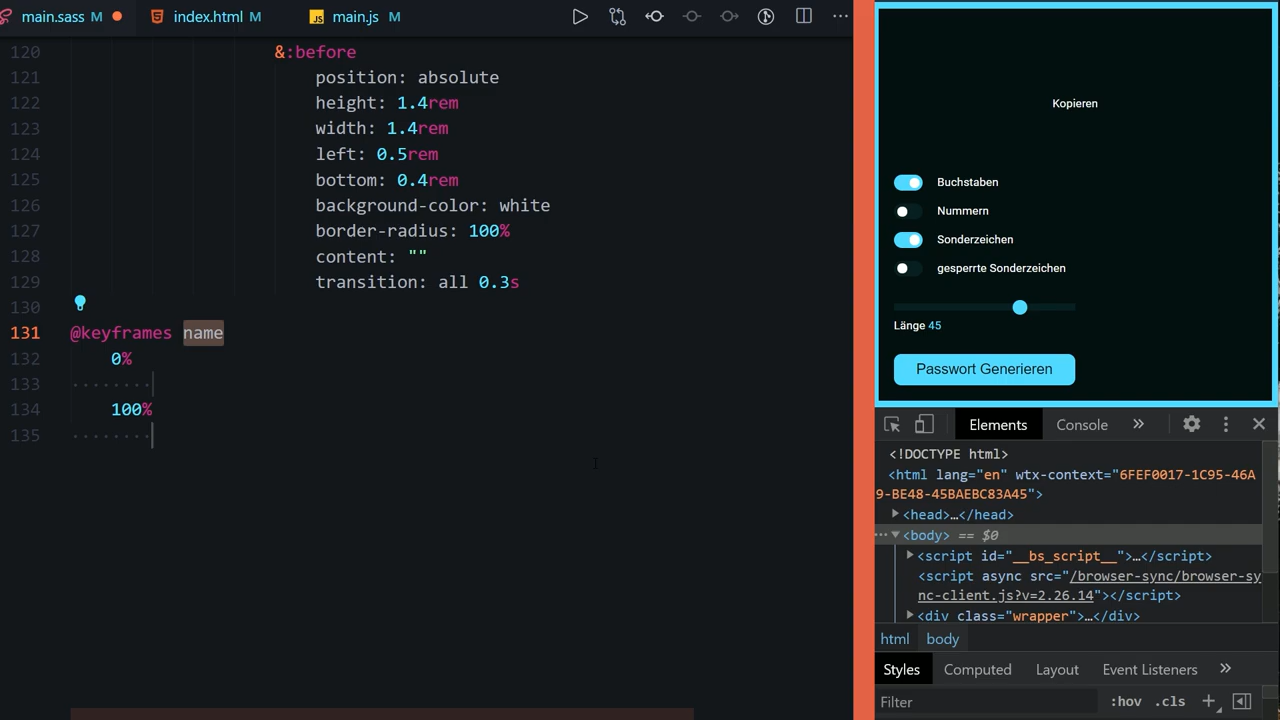 main.sass M
index.html M
JS main.js M
120 &:before
121 position: absolute
122 height: 1.4rem
123 width: 1.4rem
124 left: 0.5rem
125 bottom: 0.4rem
126 background-color: white
127 border-radius: 100%
128 content: ""
129 transition: all 0.3s
130
131 @keyframes name
132 0%
133
134 100%
135
Kopieren
Buchstaben
Nummern
Sonderzeichen
gesperrte Sonderzeichen
Länge 45
Passwort Generieren
Elements Console »
<!DOCTYPE html>
<html lang="en" wtx-context="6FEF0017-1C95-46A
9-BE48-45BAEBC83A45">
<head>…</head>
<body> == $0
<script id="__bs_script__">…</script>
<script async src="/browser-sync/browser-sy
nc-client.js?v=2.26.14"></script>
<div class="wrapper">…</div>
html body
Styles Computed Layout Event Listeners »
Filter :hov .cls +